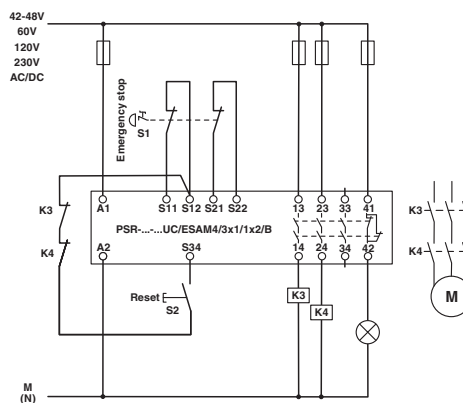 42-48V
60V
120V
230V
AC/DC
Emergency stop
S1
A1
S11
S12
S21
S22
13
23
33
41
PSR-...-...UC/ESAM4/3x1/1x2/B
A2
S34
14
24
34
42
K3
K4
Reset
S2
K3
K4
K3
K4
M
M
(N)